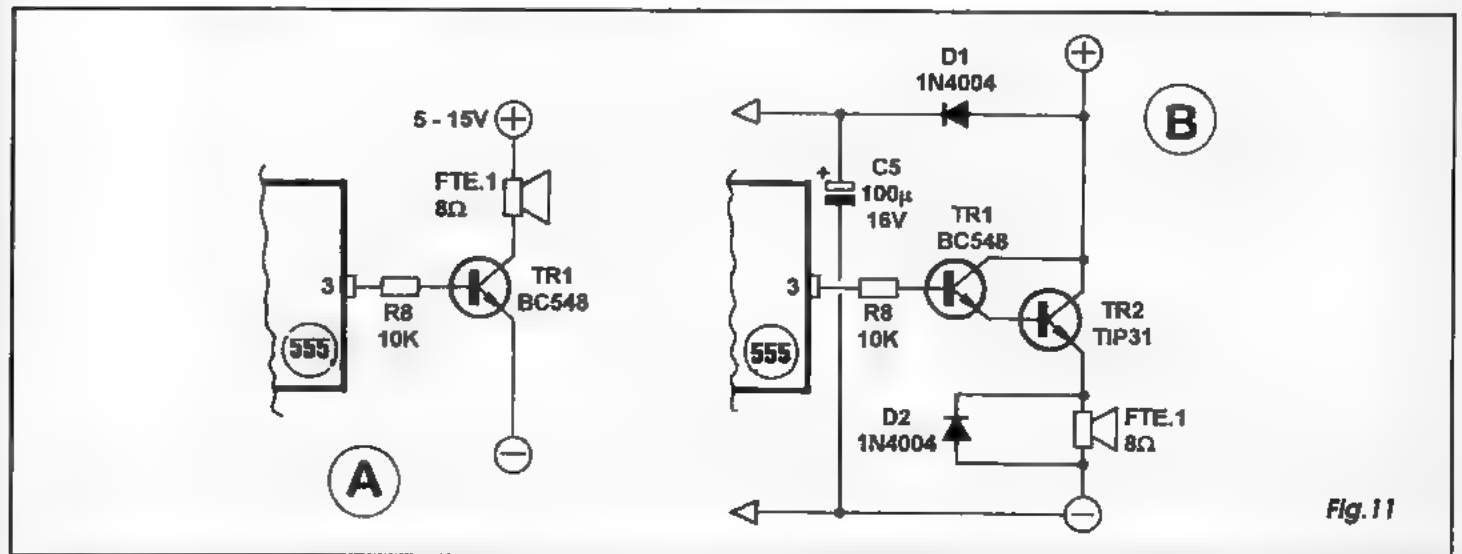 5 - 15V
+
FTE.1
8Ω
3
R8
10K
TR1
BC548
555
−
A
D1
1N4004
+
B
+
C5
100µ
16V
TR1
BC548
3
R8
10K
TR2
TIP31
555
D2
1N4004
FTE.1
8Ω
−
Fig.11